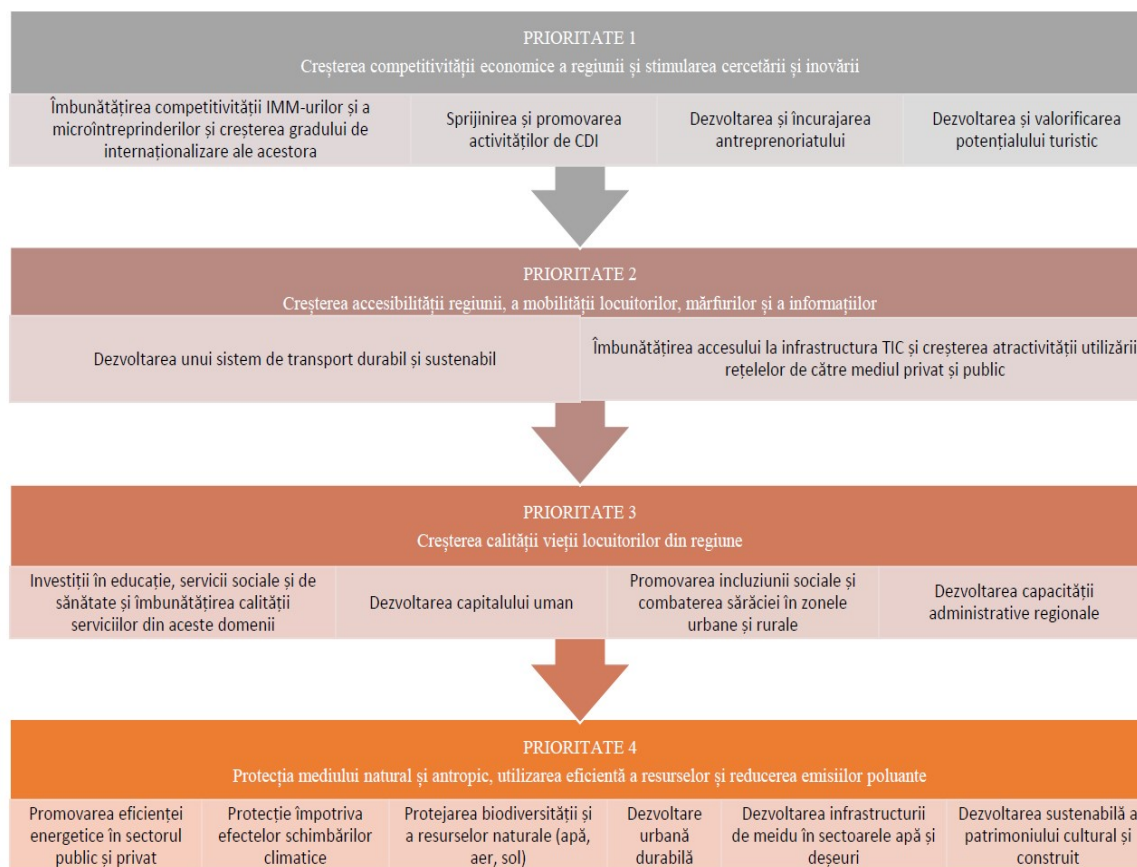 PRIORITATE 1
Creșterea competitivității economice a regiunii și stimularea cercetării și inovării
Îmbunătățirea competitivității IMM-urilor și a
microîntreprinderilor și creșterea gradului de
internaționalizare ale acestora
Sprijinirea și promovarea
activităților de CDI
Dezvoltarea și încurajarea
antreprenoriatului
Dezvoltarea și valorificarea
potențialului turistic
PRIORITATE 2
Creșterea accesibilității regiunii, a mobilității locuitorilor, mărfurilor și a informațiilor
Dezvoltarea unui sistem de transport durabil și sustenabil
Îmbunătățirea accesului la infrastructura TIC și creșterea atractivității utilizării
rețelelor de către mediul privat și public
PRIORITATE 3
Creșterea calității vieții locuitorilor din regiune
Investiții în educație, servicii sociale și de
sănătate și îmbunătățirea calității
serviciilor din aceste domenii
Dezvoltarea capitalului uman
Promovarea incluziunii sociale și
combaterea sărăciei în zonele
urbane și rurale
Dezvoltarea capacității
administrative regionale
PRIORITATE 4
Protecția mediului natural și antropic, utilizarea eficientă a resurselor și reducerea emisiilor poluante
Promovarea eficienței
energetice în sectorul
public și privat
Protecție împotriva
efectelor schimbărilor
climatice
Protejarea biodiversității și
a resurselor naturale (apă,
aer, sol)
Dezvoltare
urbană
durabilă
Dezvoltarea infrastructurii
de meidu în sectoarele apă și
deșeuri
Dezvoltarea sustenabilă a
patrimoniului cultural și
construit